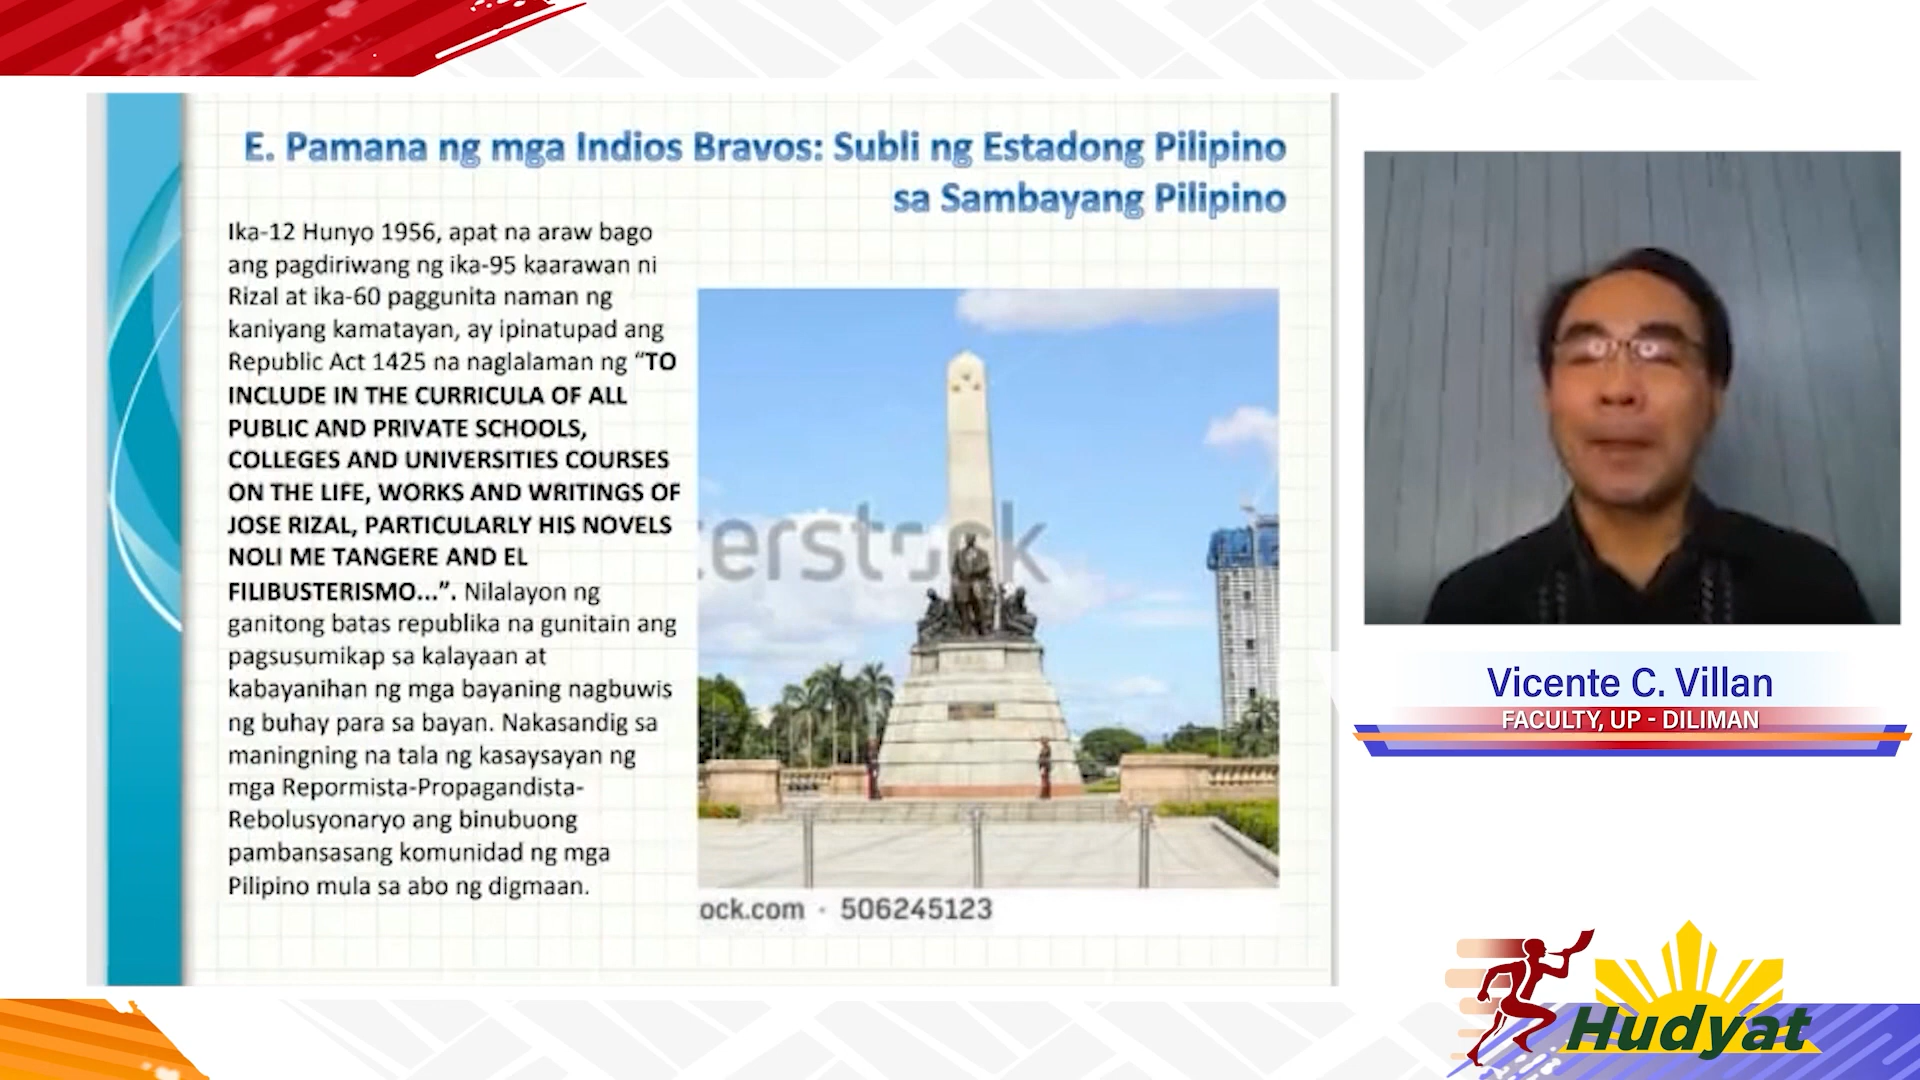 E. Pamana ng mga Indios Bravos: Subli ng Estadong Pilipino
sa Sambayang Pilipino
Ika-12 Hunyo 1956, apat na araw bago
ang pagdiriwang ng ika-95 kaarawan ni
Rizal at ika-60 paggunita naman ng
kaniyang kamatayan, ay ipinatupad ang
Republic Act 1425 na naglalaman ng “TO
INCLUDE IN THE CURRICULA OF ALL
PUBLIC AND PRIVATE SCHOOLS,
COLLEGES AND UNIVERSITIES COURSES
ON THE LIFE, WORKS AND WRITINGS OF
JOSE RIZAL, PARTICULARLY HIS NOVELS
NOLI ME TANGERE AND EL
FILIBUSTERISMO...”. Nilalayon ng
ganitong batas republika na gunitain ang
pagsusumikap sa kalayaan at
kabayanihan ng mga bayaning nagbuwis
ng buhay para sa bayan. Nakasandig sa
maningning na tala ng kasaysayan ng
mga Repormista-Propagandista-
Rebolusyonaryo ang binubuong
pambansasang komunidad ng mga
Pilipino mula sa abo ng digmaan.
terstock
ock.com · 506245123
Vicente C. Villan
FACULTY, UP - DILIMAN
Hudyat